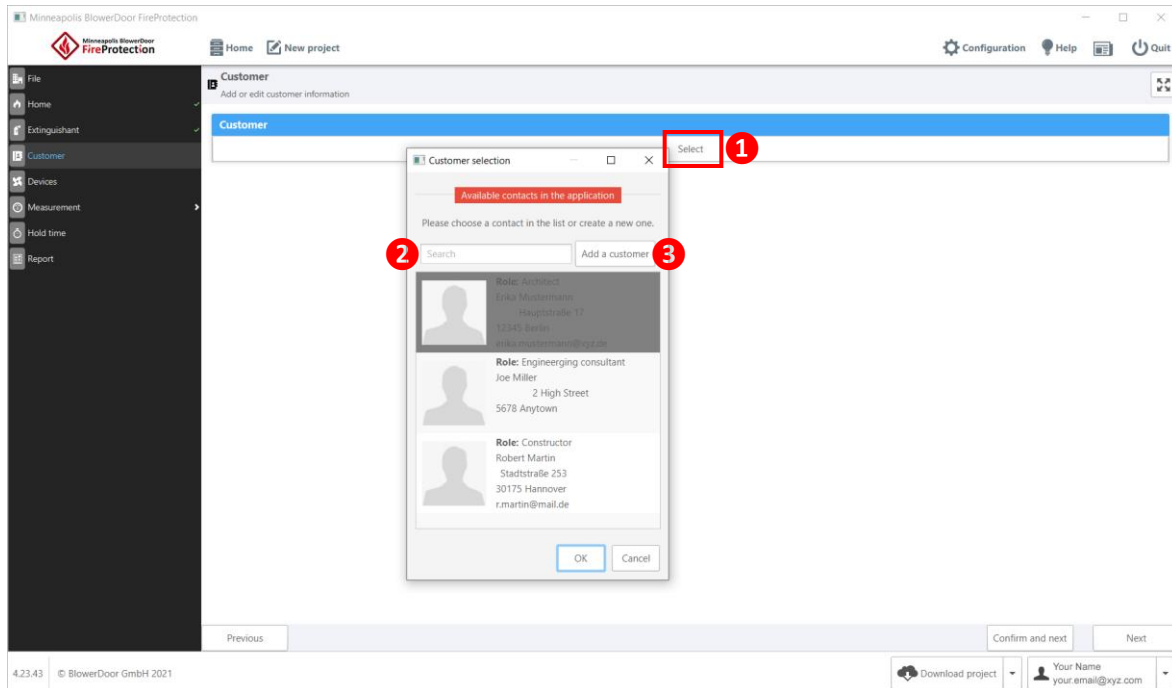 Minneapolis BlowerDoor FireProtection
Minneapolis BlowerDoor
FireProtection
Home
New project
Configuration
Help
Quit
File
Home
Extinguishant
Customer
Devices
Measurement
Hold time
Report
Customer
Add or edit customer information
Customer
Select
1
Customer selection
Available contacts in the application
Please choose a contact in the list or create a new one.
2
Search
Add a customer
3
Role: Architect
Erika Mustermann
Hauptstraße 17
12345 Berlin
erika.mustermann@xyz.de
Role: Engineerging consultant
Joe Miller
2 High Street
5678 Anytown
Role: Constructor
Robert Martin
Stadtstraße 253
30175 Hannover
r.martin@mail.de
OK
Cancel
Previous
Confirm and next
Next
4.23.43
© BlowerDoor GmbH 2021
Download project
Your Name
your.email@xyz.com